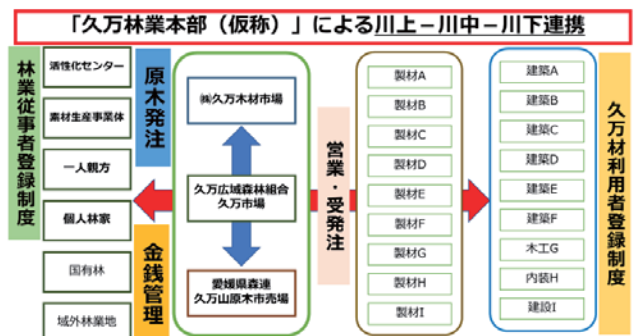 「久万林業本部（仮称）」による川上－川中－川下連携
林業従事者登録制度
活性化センター
素材生産事業体
一人親方
個人林家
国有林
域外林業地
原木発注
金銭管理
㈱久万木材市場
久万広域森林組合
久万市場
愛媛県森連
久万山原木市売場
営業・受発注
製材A
製材B
製材C
製材D
製材E
製材F
製材G
製材H
製材I
建築A
建築B
建築C
建築D
建築E
建築F
木工G
内装H
建設I
久万材利用者登録制度